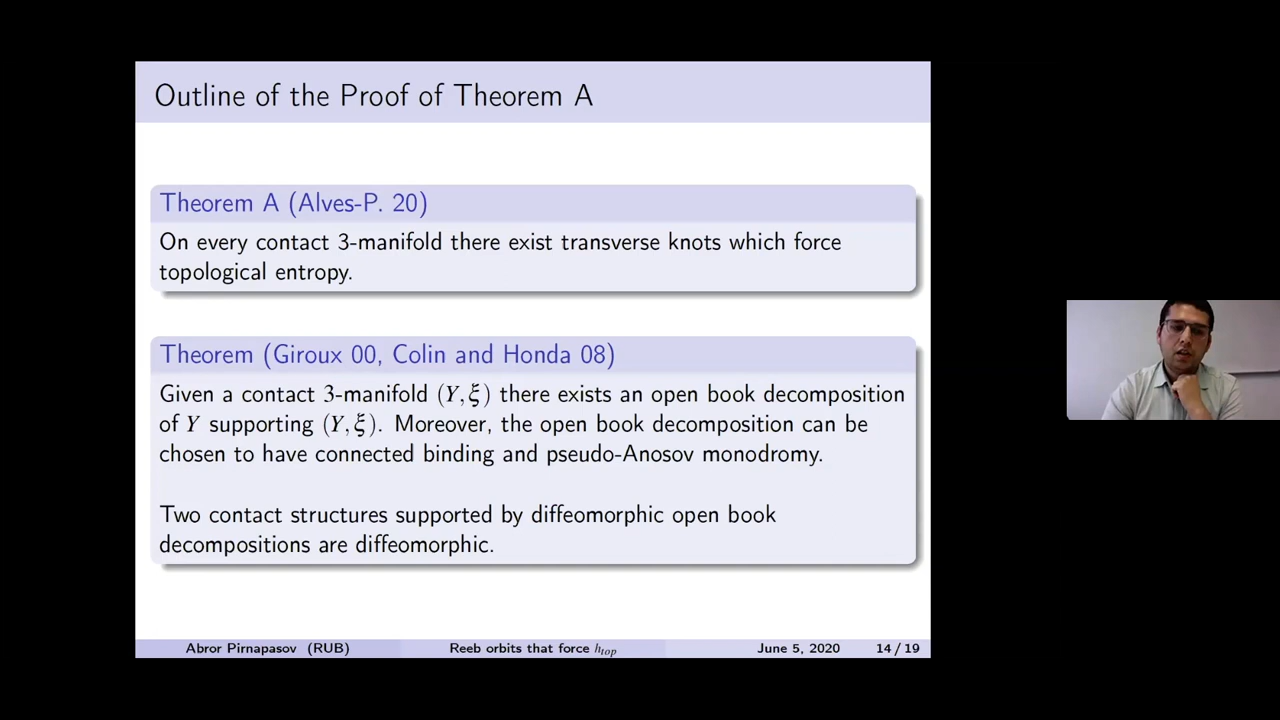 Outline of the Proof of Theorem A
Theorem A (Alves-P. 20)
On every contact 3-manifold there exist transverse knots which force
topological entropy.
Theorem (Giroux 00, Colin and Honda 08)
Given a contact 3-manifold (Y, ξ) there exists an open book decomposition
of Y supporting (Y, ξ). Moreover, the open book decomposition can be
chosen to have connected binding and pseudo-Anosov monodromy.
Two contact structures supported by diffeomorphic open book
decompositions are diffeomorphic.
Abror Pirnapasov (RUB) Reeb orbits that force h_top June 5, 2020 14 / 19